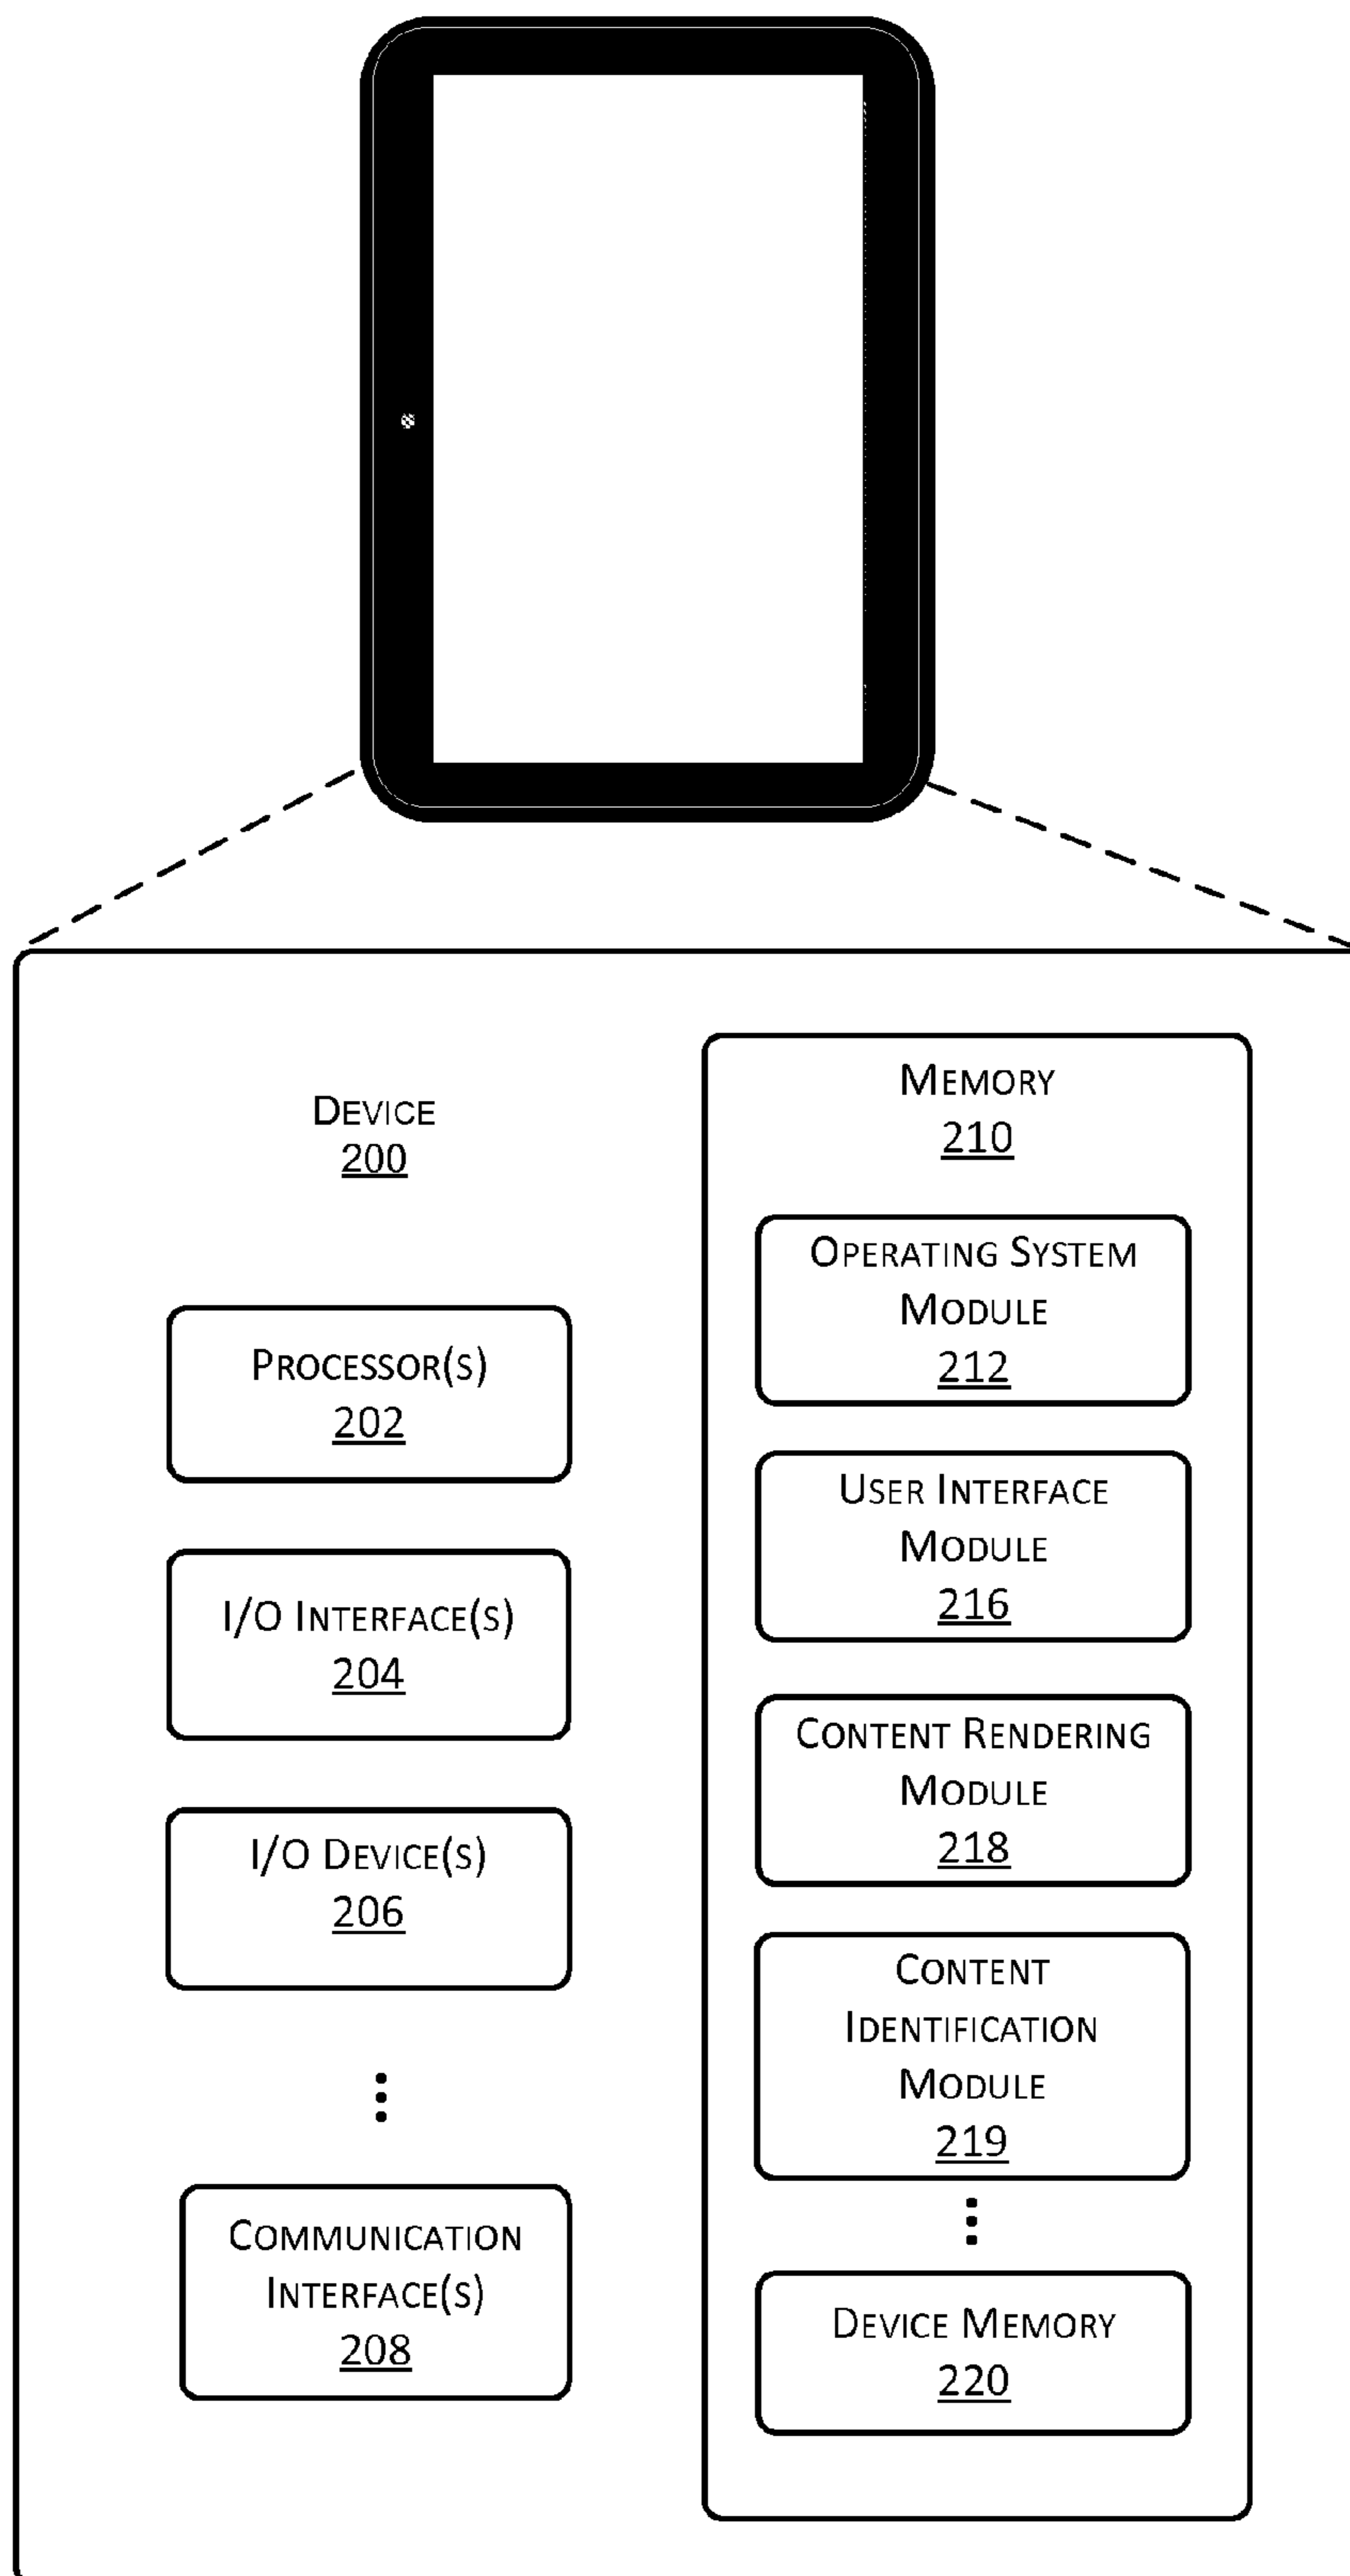 DEVICE
200
PROCESSOR(S)
202
I/O INTERFACE(S)
204
I/O DEVICE(S)
206
COMMUNICATION
INTERFACE(S)
208
MEMORY
210
OPERATING SYSTEM
MODULE
212
USER INTERFACE
MODULE
216
CONTENT RENDERING
MODULE
218
CONTENT
IDENTIFICATION
MODULE
219
DEVICE MEMORY
220